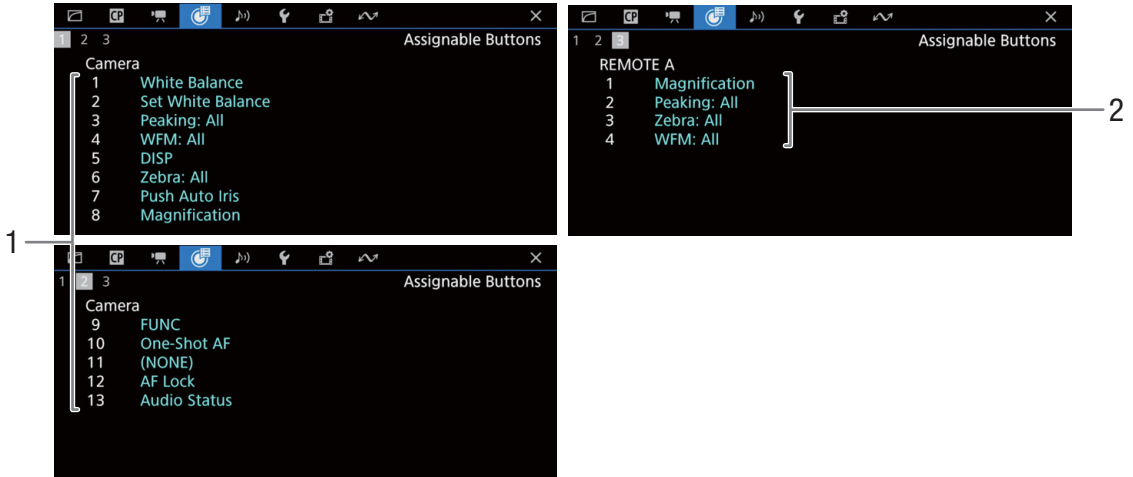 CP
1 2 3 Assignable Buttons
Camera
1 White Balance
2 Set White Balance
3 Peaking: All
4 WFM: All
5 DISP
6 Zebra: All
7 Push Auto Iris
8 Magnification
1
CP
1 2 3 Assignable Buttons
Camera
9 FUNC
10 One-Shot AF
11 (NONE)
12 AF Lock
13 Audio Status
CP
1 2 3 Assignable Buttons
REMOTE A
1 Magnification
2 Peaking: All
3 Zebra: All
4 WFM: All
2